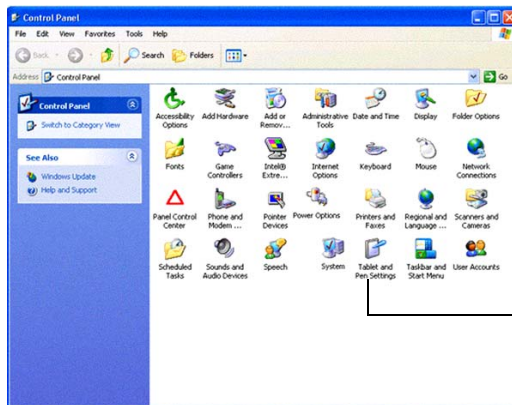 Control Panel
File Edit View Favorites Tools Help
Back Search Folders
Address Control Panel Go
Control Panel
Switch to Category View
See Also
Windows Update
Help and Support
Accessibility Options
Add Hardware
Add or Remov...
Administrative Tools
Date and Time
Display
Folder Options
Fonts
Game Controllers
Intel® Extre...
Internet Options
Keyboard
Mouse
Network Connections
Panel Control Center
Phone and Modem ...
Pointer Devices
Power Options
Printers and Faxes
Regional and Language ...
Scanners and Cameras
Scheduled Tasks
Sounds and Audio Devices
Speech
System
Tablet and Pen Settings
Taskbar and Start Menu
User Accounts